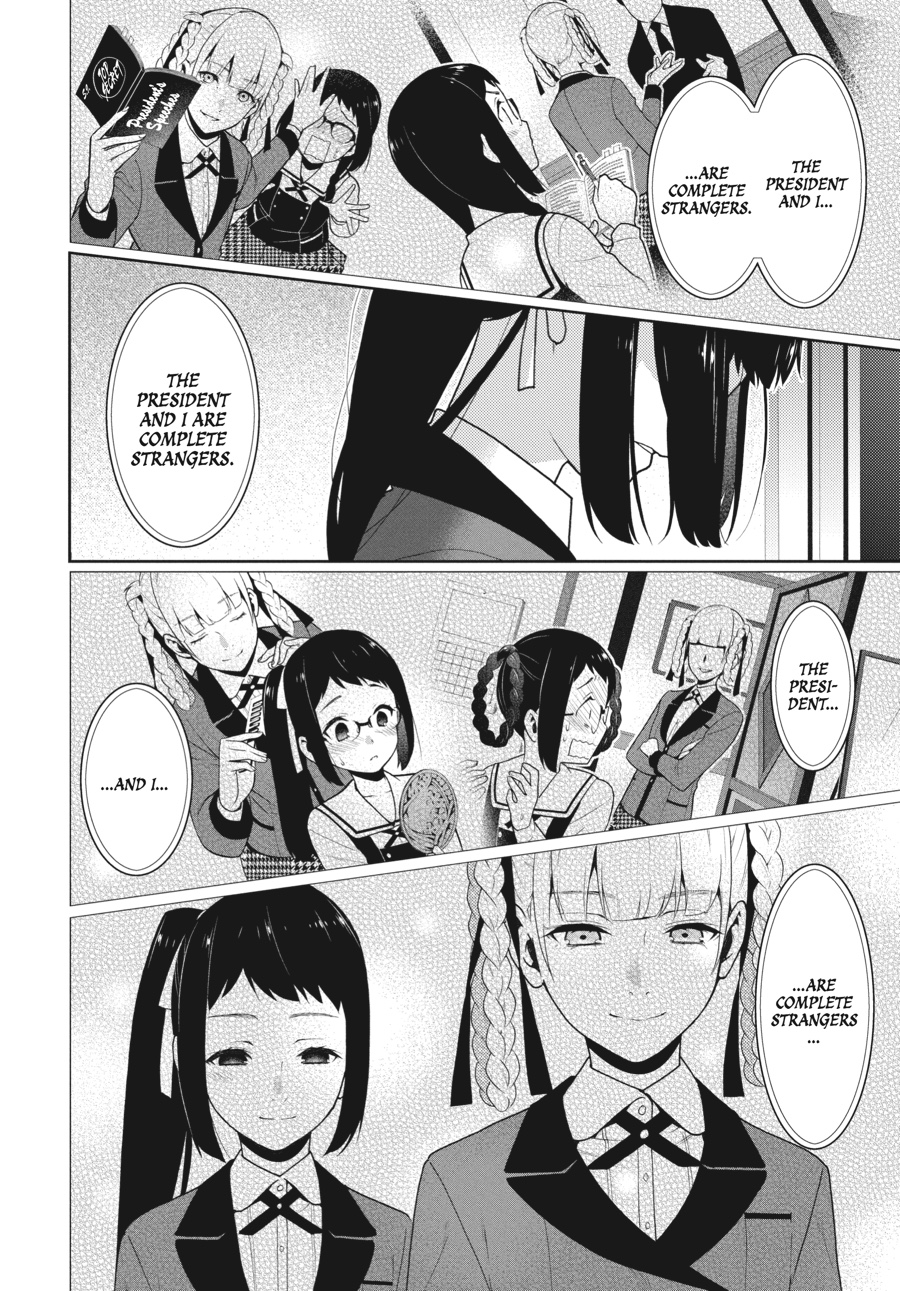 TOP
SECRET
President's
Speeches
THE
PRESIDENT
AND I...
...ARE
COMPLETE
STRANGERS.
THE
PRESIDENT
AND I ARE
COMPLETE
STRANGERS.
THE
PRESI-
DENT...
...AND I...
...ARE
COMPLETE
STRANGERS
...